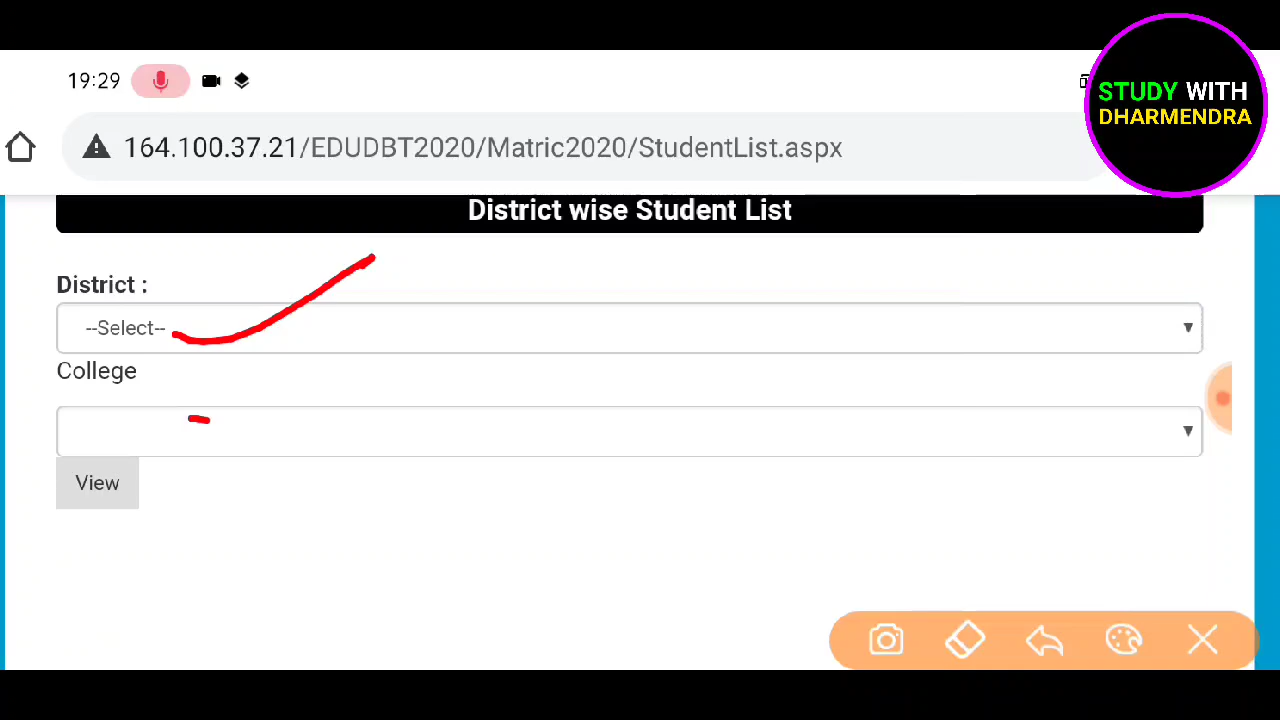 19:29
STUDY WITH
DHARMENDRA
164.100.37.21/EDUDBT2020/Matric2020/StudentList.aspx
District wise Student List
District :
--Select--
College
View